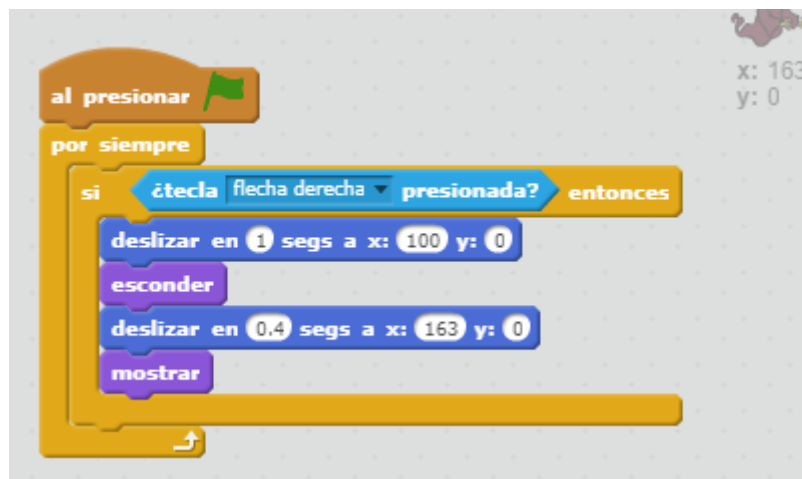 x: 163
y: 0
al presionar
por siempre
si ¿tecla flecha derecha presionada? entonces
deslizar en 1 segs a x: 100 y: 0
esconder
deslizar en 0.4 segs a x: 163 y: 0
mostrar